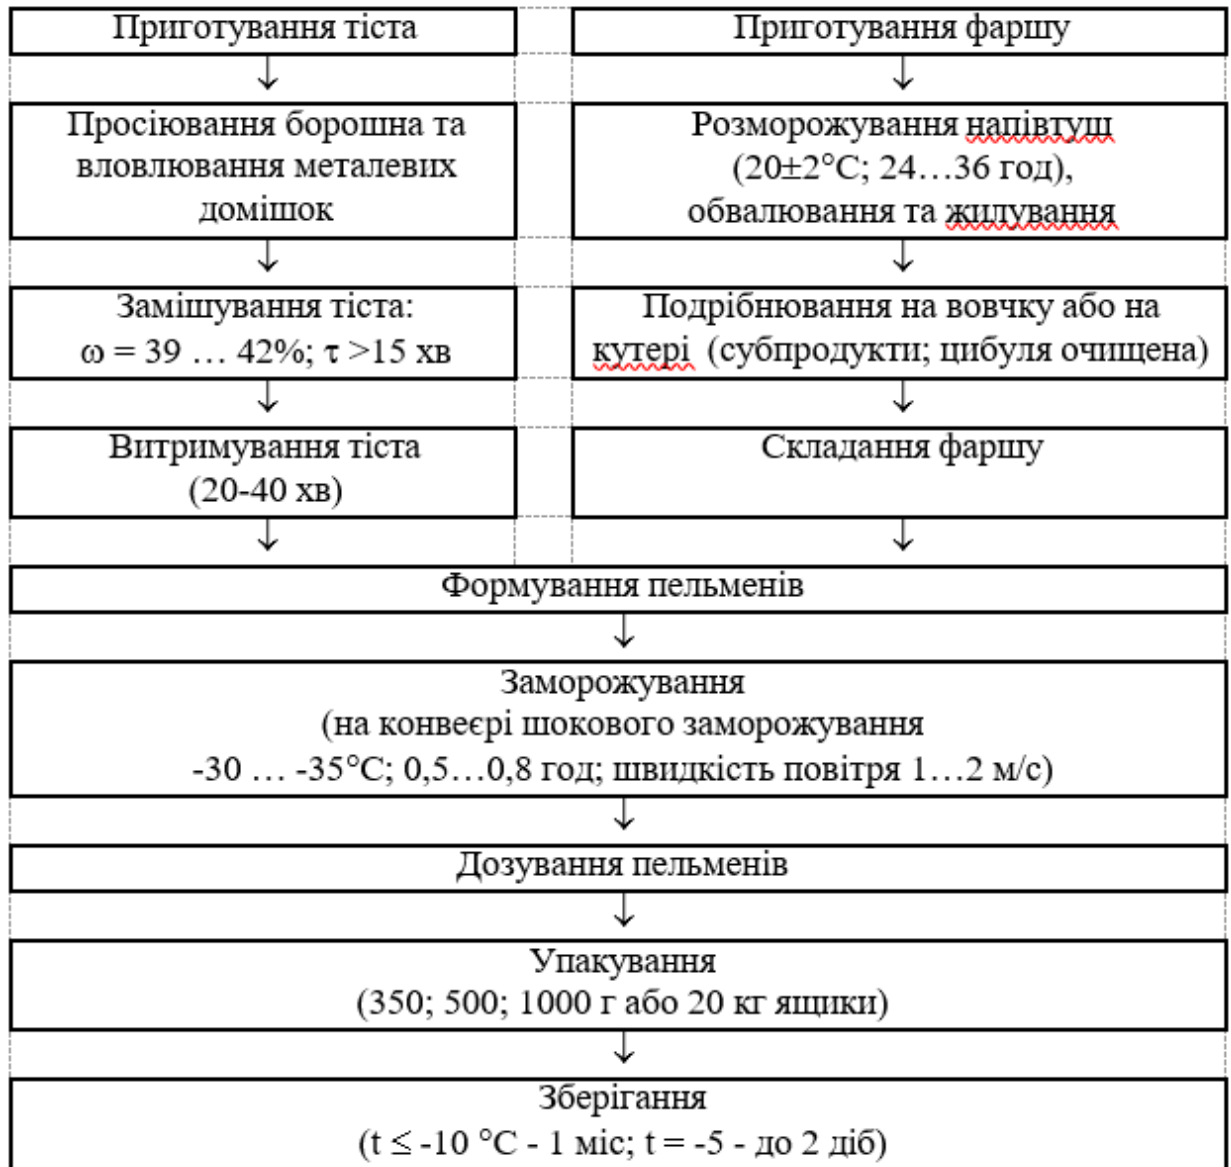 Приготування тіста
Приготування фаршу
↓
↓
Просіювання борошна та
вловлювання металевих
домішок
Розморожування напівтуш
(20±2°С; 24…36 год),
обвалювання та жилування
↓
↓
Замішування тіста:
ω = 39 … 42%; τ >15 хв
Подрібнювання на вовчку або на
кутері (субпродукти; цибуля очищена)
↓
↓
Витримування тіста
(20-40 хв)
Складання фаршу
↓
↓
Формування пельменів
↓
Заморожування
(на конвеєрі шокового заморожування
-30 … -35°С; 0,5…0,8 год; швидкість повітря 1…2 м/с)
↓
Дозування пельменів
↓
Упакування
(350; 500; 1000 г або 20 кг ящики)
↓
Зберігання
(t ≤ -10 °С - 1 міс; t = -5 - до 2 діб)